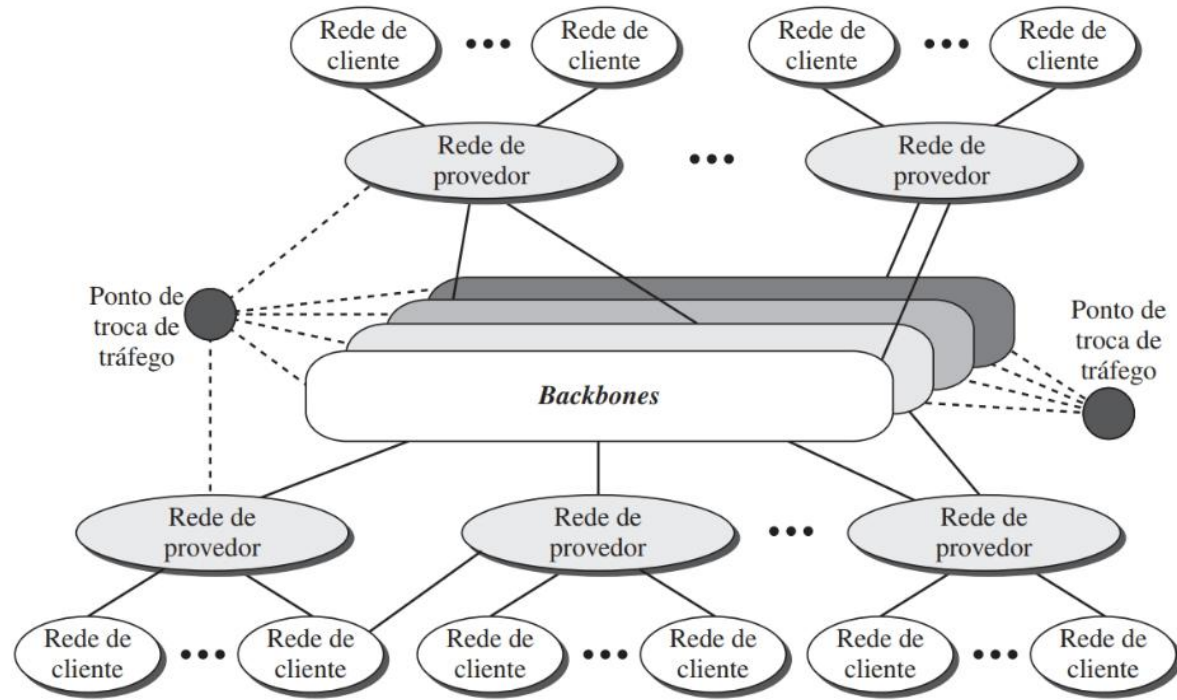 Rede de
cliente
Rede de
cliente
Rede de
cliente
Rede de
cliente
Rede de
provedor
Rede de
provedor
Ponto de
troca de
tráfego
Ponto de
troca de
tráfego
Backbones
Rede de
provedor
Rede de
provedor
Rede de
provedor
Rede de
cliente
Rede de
cliente
Rede de
cliente
Rede de
cliente
Rede de
cliente
Rede de
cliente